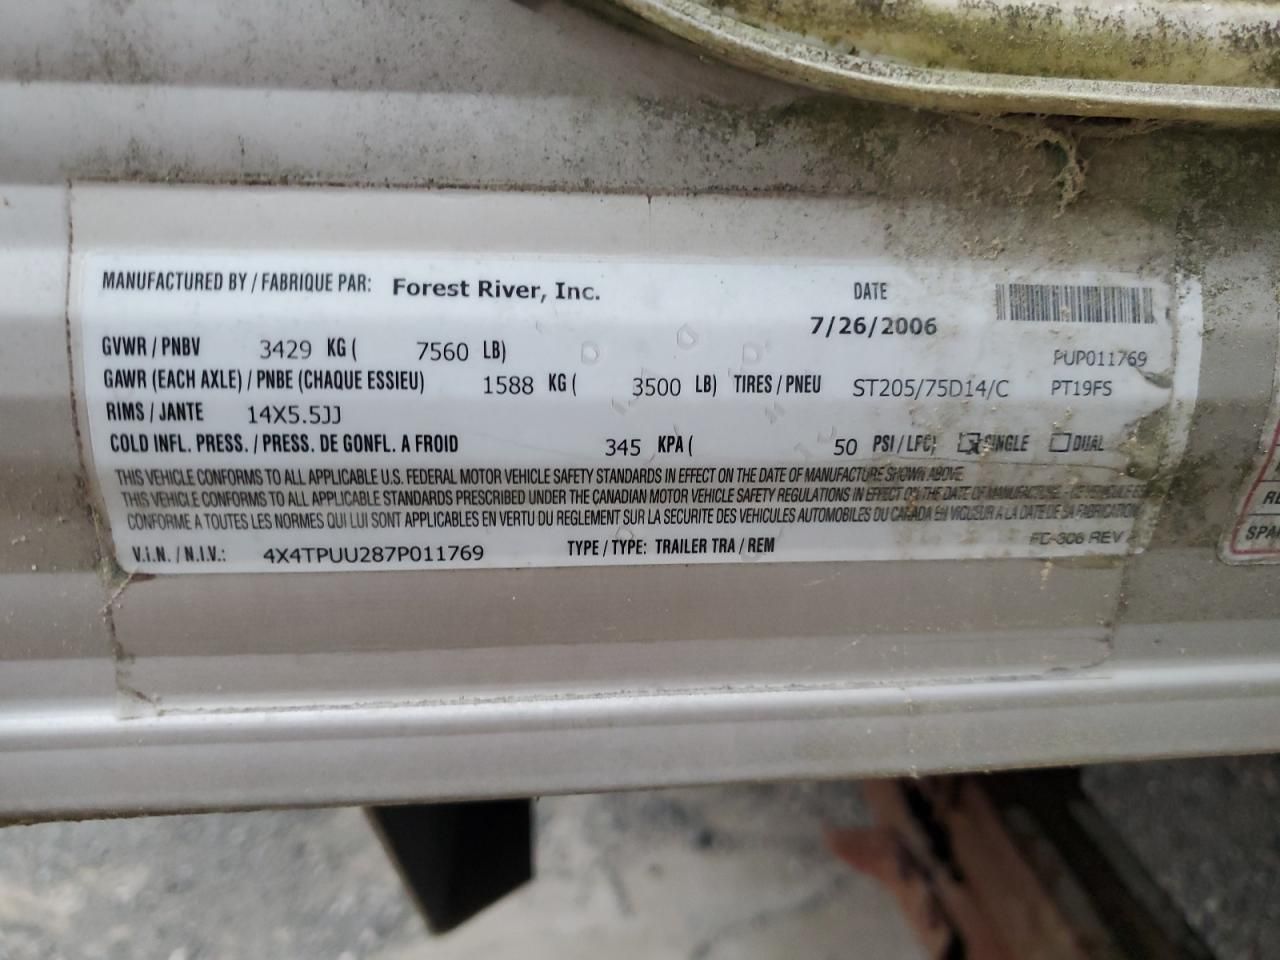 MANUFACTURED BY / FABRIQUE PAR: Forest River, Inc. DATE
7/26/2006
PUP011769
GVWR / PNBV 3429 KG ( 7560 LB)
GAWR (EACH AXLE) / PNBE (CHAQUE ESSIEU) 1588 KG ( 3500 LB) TIRES / PNEU ST205/75D14/C PT19FS
RIMS / JANTE 14X5.5JJ
COLD INFL. PRESS. / PRESS. DE GONFL. A FROID 345 KPA ( 50 PSI / LPC) SINGLE DUAL
THIS VEHICLE CONFORMS TO ALL APPLICABLE U.S. FEDERAL MOTOR VEHICLE SAFETY STANDARDS IN EFFECT ON THE DATE OF MANUFACTURE SHOWN ABOVE.
THIS VEHICLE CONFORMS TO ALL APPLICABLE STANDARDS PRESCRIBED UNDER THE CANADIAN MOTOR VEHICLE SAFETY REGULATIONS IN EFFECT ON THE DATE OF MANUFACTURE. - CE VEHICULE
CONFORME A TOUTES LES NORMES QUI LUI SONT APPLICABLES EN VERTU DU REGLEMENT SUR LA SECURITE DES VEHICULES AUTOMOBILES DU CANADA EN VIGUEUR A LA DATE DE SA FABRICATION.
V.I.N. / N.I.V.: 4X4TPUU287P011769 TYPE / TYPE: TRAILER TRA / REM FC-306 REV